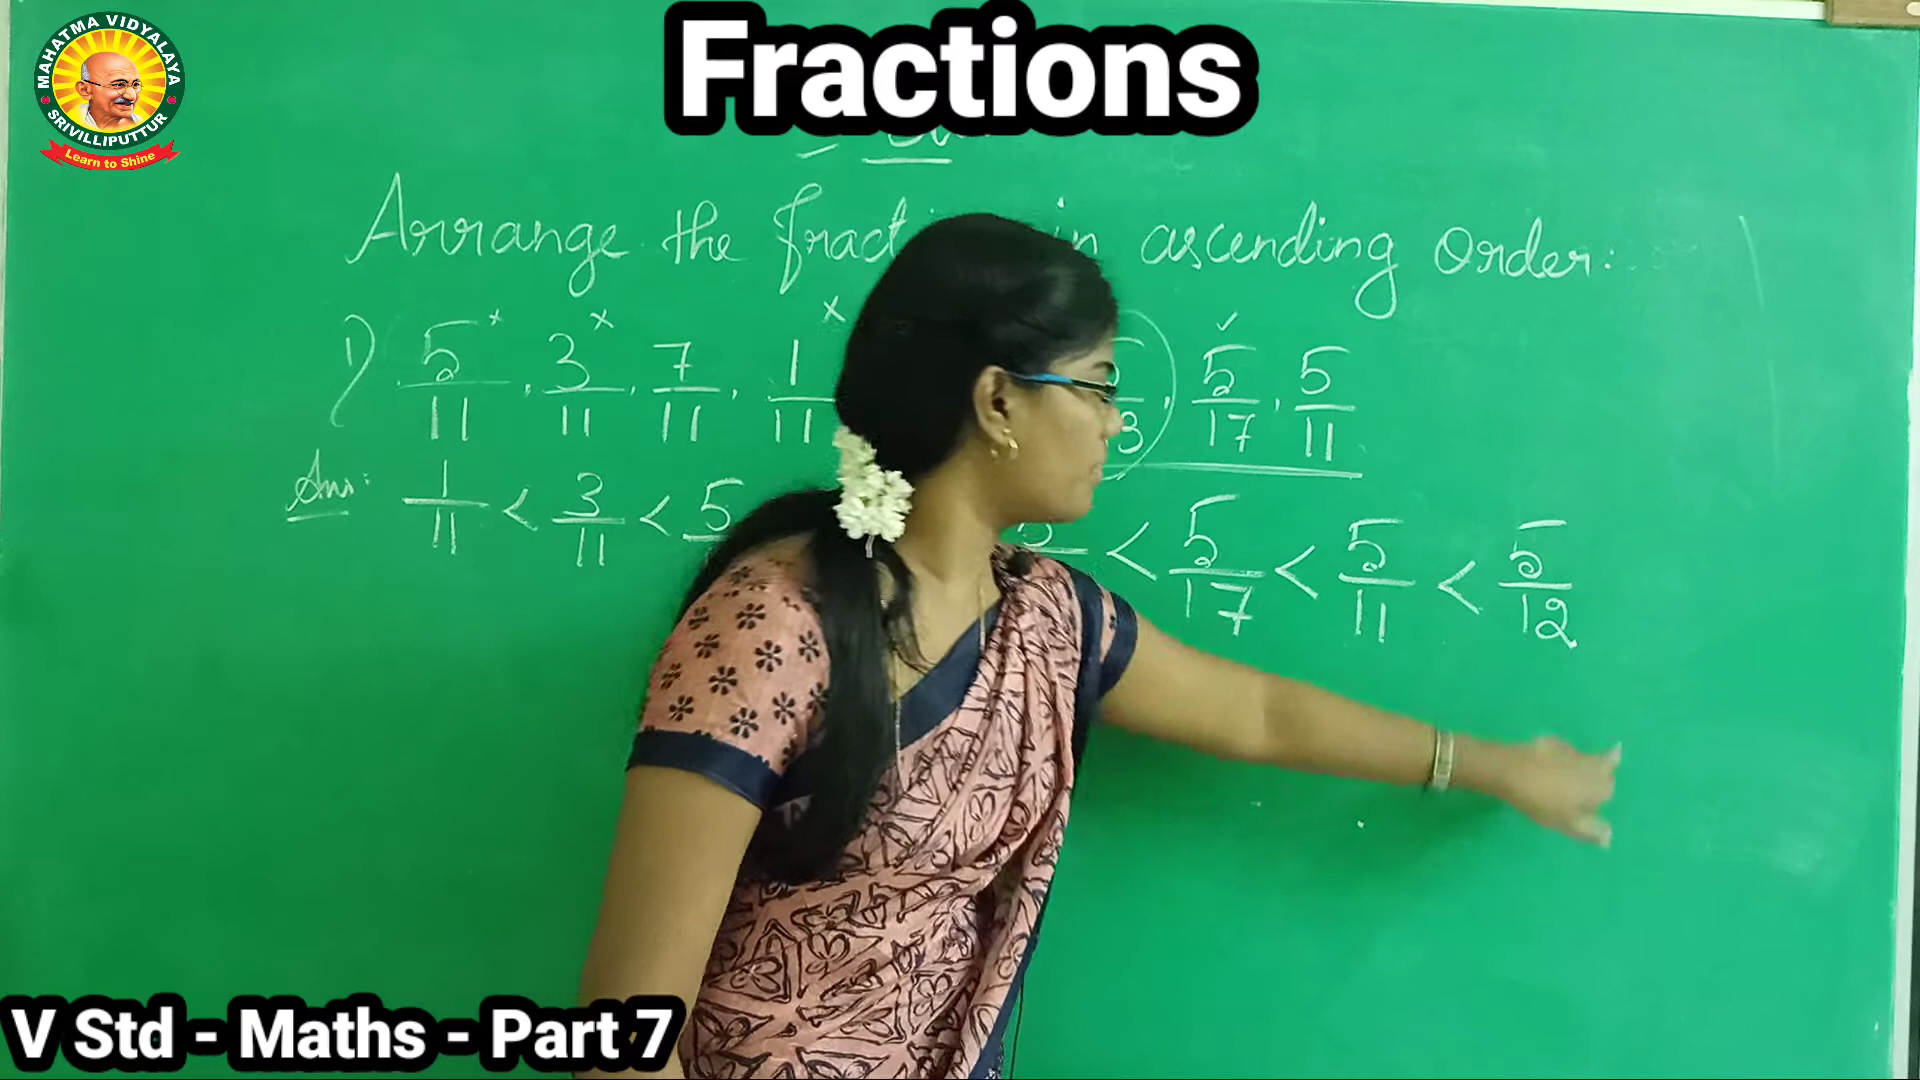 MAHATMA VIDYALAYA
SRIVILLIPUTTUR
Learn to Shine
Fractions
Arrange the in ascending order:
1) 5/11, 3/11, 7/11, 1/11 5/17, 5/11
Ans: 1/11 < 3/11 < 5 < 5/17 < 5/11 < 5/12
V Std - Maths - Part 7